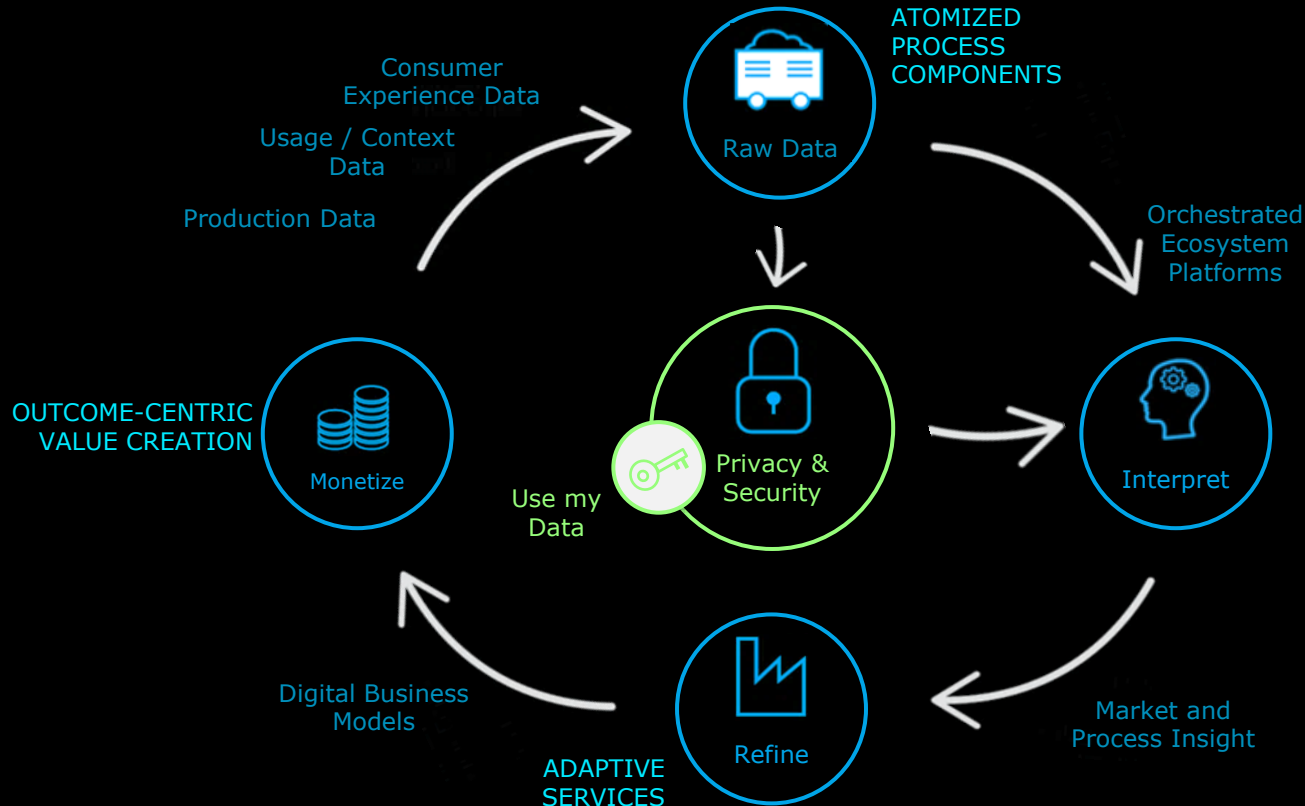 ATOMIZED
PROCESS
COMPONENTS
Consumer
Experience Data
Usage / Context
Data
Production Data
Raw Data
Orchestrated
Ecosystem
Platforms
OUTCOME-CENTRIC
VALUE CREATION
Monetize
Privacy &
Security
Use my
Data
Interpret
Digital Business
Models
Refine
Market and
Process Insight
ADAPTIVE
SERVICES